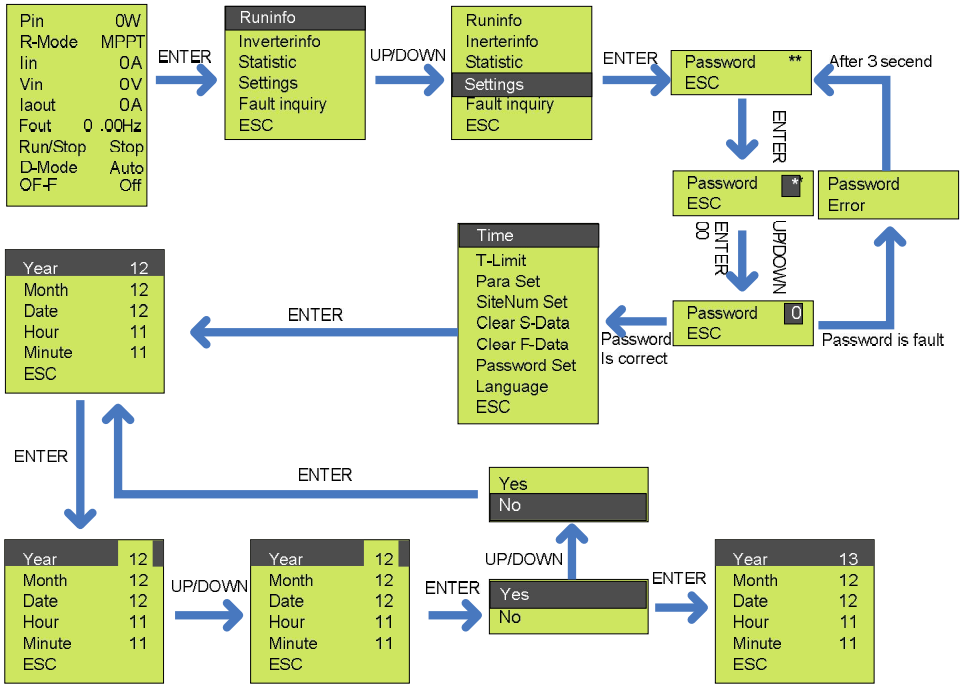 Pin 0W
R-Mode MPPT
Iin 0A
Vin 0V
Iaout 0A
Fout 0 .00Hz
Run/Stop Stop
D-Mode Auto
OF-F Off
ENTER
Runinfo
Inverterinfo
Statistic
Settings
Fault inquiry
ESC
UP/DOWN
Runinfo
Inerterinfo
Statistic
Settings
Fault inquiry
ESC
ENTER
Password **
ESC
After 3 secend
ENTER
Password **
ESC
Password
Error
UP/DOWN
ENTER
00
Password 0
ESC
Password is fault
Password
Is correct
Time
T-Limit
Para Set
SiteNum Set
Clear S-Data
Clear F-Data
Password Set
Language
ESC
ENTER
Year 12
Month 12
Date 12
Hour 11
Minute 11
ESC
ENTER
ENTER
Yes
No
Year 12
Month 12
Date 12
Hour 11
Minute 11
ESC
UP/DOWN
Year 12
Month 12
Date 12
Hour 11
Minute 11
ESC
ENTER
UP/DOWN
Yes
No
ENTER
Year 13
Month 12
Date 12
Hour 11
Minute 11
ESC